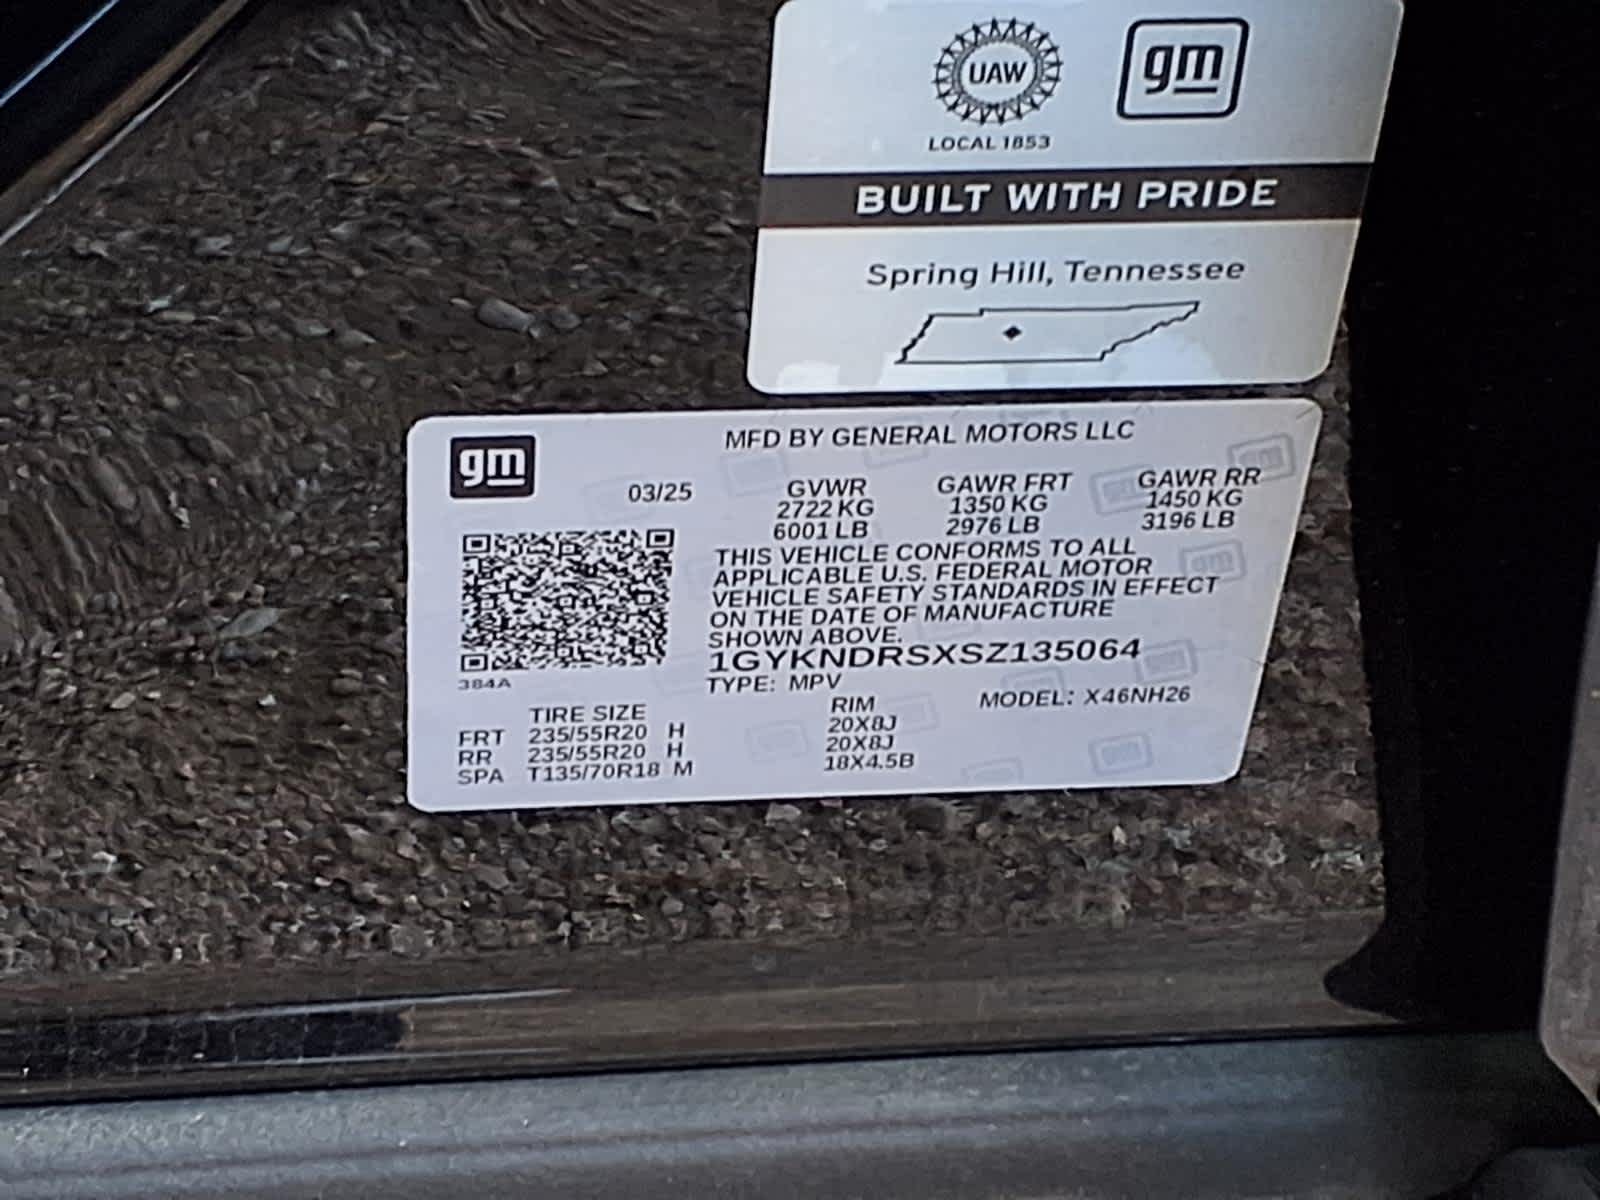 UAW
gm
LOCAL 1853
BUILT WITH PRIDE
Spring Hill, Tennessee
gm
MFD BY GENERAL MOTORS LLC
03/25
GVWR GAWR FRT GAWR RR
2722 KG 1350 KG 1450 KG
6001 LB 2976 LB 3196 LB
THIS VEHICLE CONFORMS TO ALL
APPLICABLE U.S. FEDERAL MOTOR
VEHICLE SAFETY STANDARDS IN EFFECT
ON THE DATE OF MANUFACTURE
SHOWN ABOVE.
1GYKNDRSXSZ135064
384A
TYPE: MPV MODEL: X46NH26
TIRE SIZE RIM
FRT 235/55R20 H 20X8J
RR 235/55R20 H 20X8J
SPA T135/70R18 M 18X4.5B